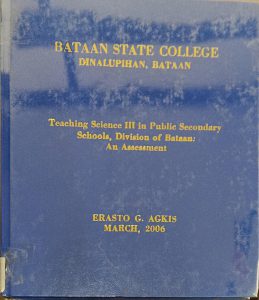 BATAAN STATE COLLEGE
DINALUPIHAN, BATAAN
Teaching Science III in Public Secondary
Schools, Division of Bataan:
An Assessment
ERASTO G. AGKIS
MARCH, 2006